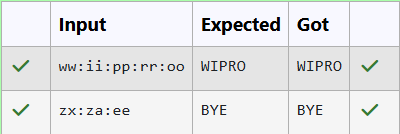 Input Expected Got
ww:ii:pp:rr:oo WIPRO WIPRO
zx:za:ee BYE BYE